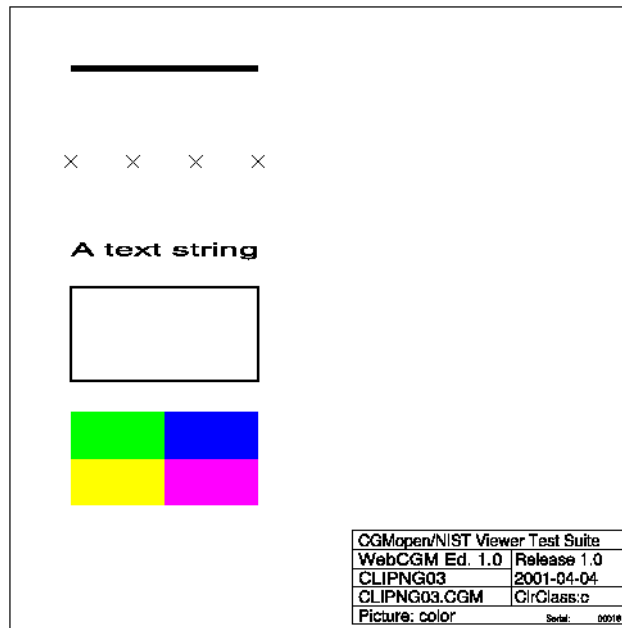 A text string
CGMopen/NIST Viewer Test Suite
WebCGM Ed. 1.0 Release 1.0
CLIPNG03 2001-04-04
CLIPNG03.CGM ClrClass:c
Picture: color Serial: